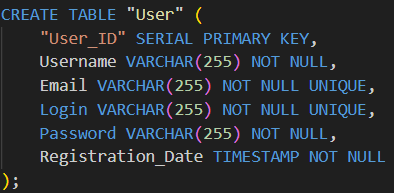 CREATE TABLE "User" (
    "User_ID" SERIAL PRIMARY KEY,
    Username VARCHAR(255) NOT NULL,
    Email VARCHAR(255) NOT NULL UNIQUE,
    Login VARCHAR(255) NOT NULL UNIQUE,
    Password VARCHAR(255) NOT NULL,
    Registration_Date TIMESTAMP NOT NULL
);